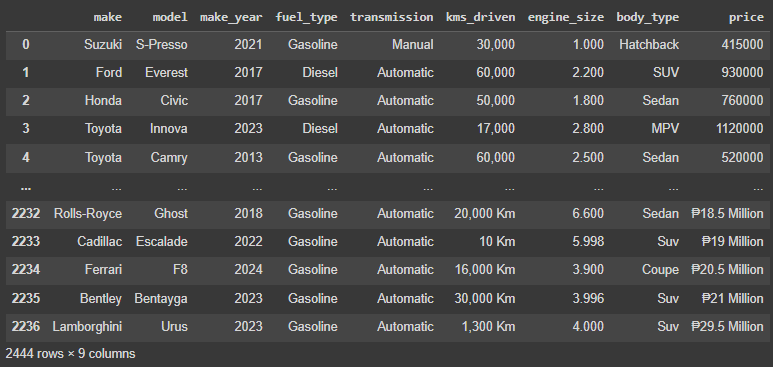 make model make_year fuel_type transmission kms_driven engine_size body_type price
0 Suzuki S-Presso 2021 Gasoline Manual 30,000 1.000 Hatchback 415000
1 Ford Everest 2017 Diesel Automatic 60,000 2.200 SUV 930000
2 Honda Civic 2017 Gasoline Automatic 50,000 1.800 Sedan 760000
3 Toyota Innova 2023 Diesel Automatic 17,000 2.800 MPV 1120000
4 Toyota Camry 2013 Gasoline Automatic 60,000 2.500 Sedan 520000
... ... ... ... ... ... ... ... ... ...
2232 Rolls-Royce Ghost 2018 Gasoline Automatic 20,000 Km 6.600 Sedan ₱18.5 Million
2233 Cadillac Escalade 2022 Gasoline Automatic 10 Km 5.998 Suv ₱19 Million
2234 Ferrari F8 2024 Gasoline Automatic 16,000 Km 3.900 Coupe ₱20.5 Million
2235 Bentley Bentayga 2023 Gasoline Automatic 30,000 Km 3.996 Suv ₱21 Million
2236 Lamborghini Urus 2023 Gasoline Automatic 1,300 Km 4.000 Suv ₱29.5 Million
2444 rows × 9 columns